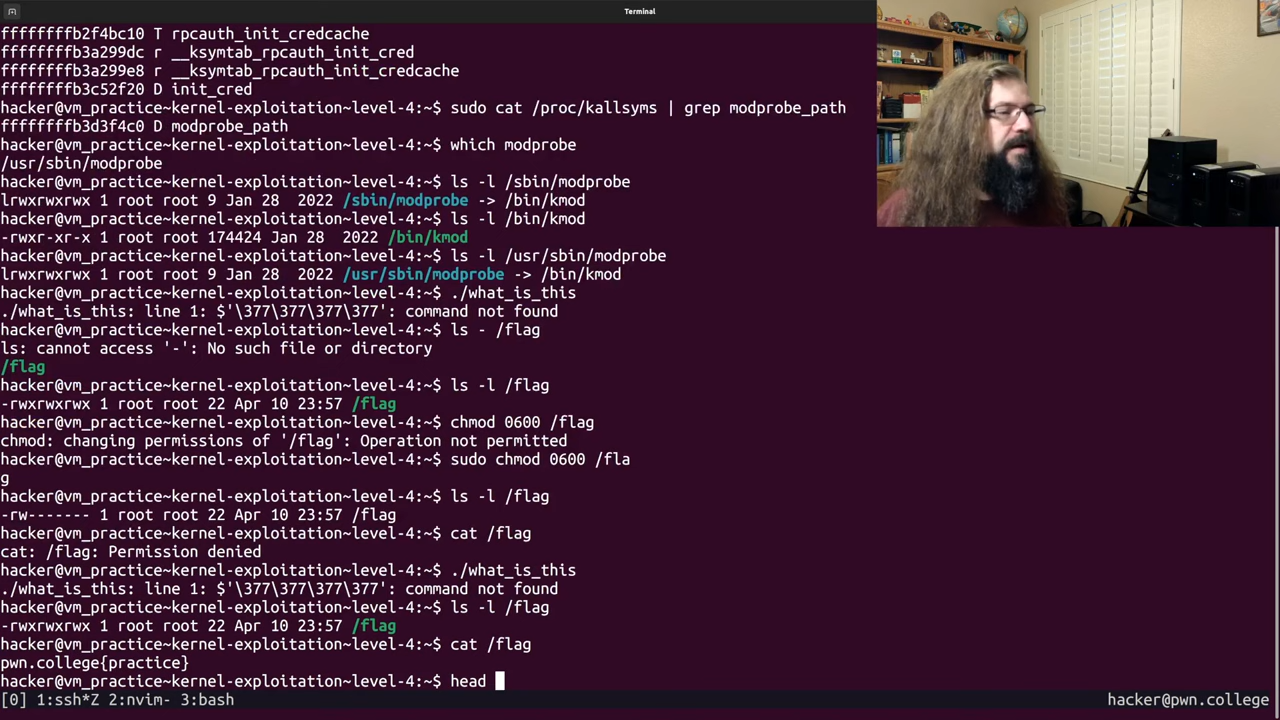 Terminal
ffffffffb2f4bc10 T rpcauth_init_credcache
ffffffffb3a299dc r __ksymtab_rpcauth_init_cred
ffffffffb3a299e8 r __ksymtab_rpcauth_init_credcache
ffffffffb3c52f20 D init_cred
hacker@vm_practice~kernel-exploitation~level-4:~$ sudo cat /proc/kallsyms | grep modprobe_path
ffffffffb3d3f4c0 D modprobe_path
hacker@vm_practice~kernel-exploitation~level-4:~$ which modprobe
/usr/sbin/modprobe
hacker@vm_practice~kernel-exploitation~level-4:~$ ls -l /sbin/modprobe
lrwxrwxrwx 1 root root 9 Jan 28  2022 /sbin/modprobe -> /bin/kmod
hacker@vm_practice~kernel-exploitation~level-4:~$ ls -l /bin/kmod
-rwxr-xr-x 1 root root 174424 Jan 28  2022 /bin/kmod
hacker@vm_practice~kernel-exploitation~level-4:~$ ls -l /usr/sbin/modprobe
lrwxrwxrwx 1 root root 9 Jan 28  2022 /usr/sbin/modprobe -> /bin/kmod
hacker@vm_practice~kernel-exploitation~level-4:~$ ./what_is_this
./what_is_this: line 1: $'\377\377\377\377': command not found
hacker@vm_practice~kernel-exploitation~level-4:~$ ls - /flag
ls: cannot access '-': No such file or directory
/flag
hacker@vm_practice~kernel-exploitation~level-4:~$ ls -l /flag
-rwxrwxrwx 1 root root 22 Apr 10 23:57 /flag
hacker@vm_practice~kernel-exploitation~level-4:~$ chmod 0600 /flag
chmod: changing permissions of '/flag': Operation not permitted
hacker@vm_practice~kernel-exploitation~level-4:~$ sudo chmod 0600 /fla
g
hacker@vm_practice~kernel-exploitation~level-4:~$ ls -l /flag
-rw------- 1 root root 22 Apr 10 23:57 /flag
hacker@vm_practice~kernel-exploitation~level-4:~$ cat /flag
cat: /flag: Permission denied
hacker@vm_practice~kernel-exploitation~level-4:~$ ./what_is_this
./what_is_this: line 1: $'\377\377\377\377': command not found
hacker@vm_practice~kernel-exploitation~level-4:~$ ls -l /flag
-rwxrwxrwx 1 root root 22 Apr 10 23:57 /flag
hacker@vm_practice~kernel-exploitation~level-4:~$ cat /flag
pwn.college{practice}
hacker@vm_practice~kernel-exploitation~level-4:~$ head
[0] 1:ssh*Z 2:nvim- 3:bash hacker@pwn.college